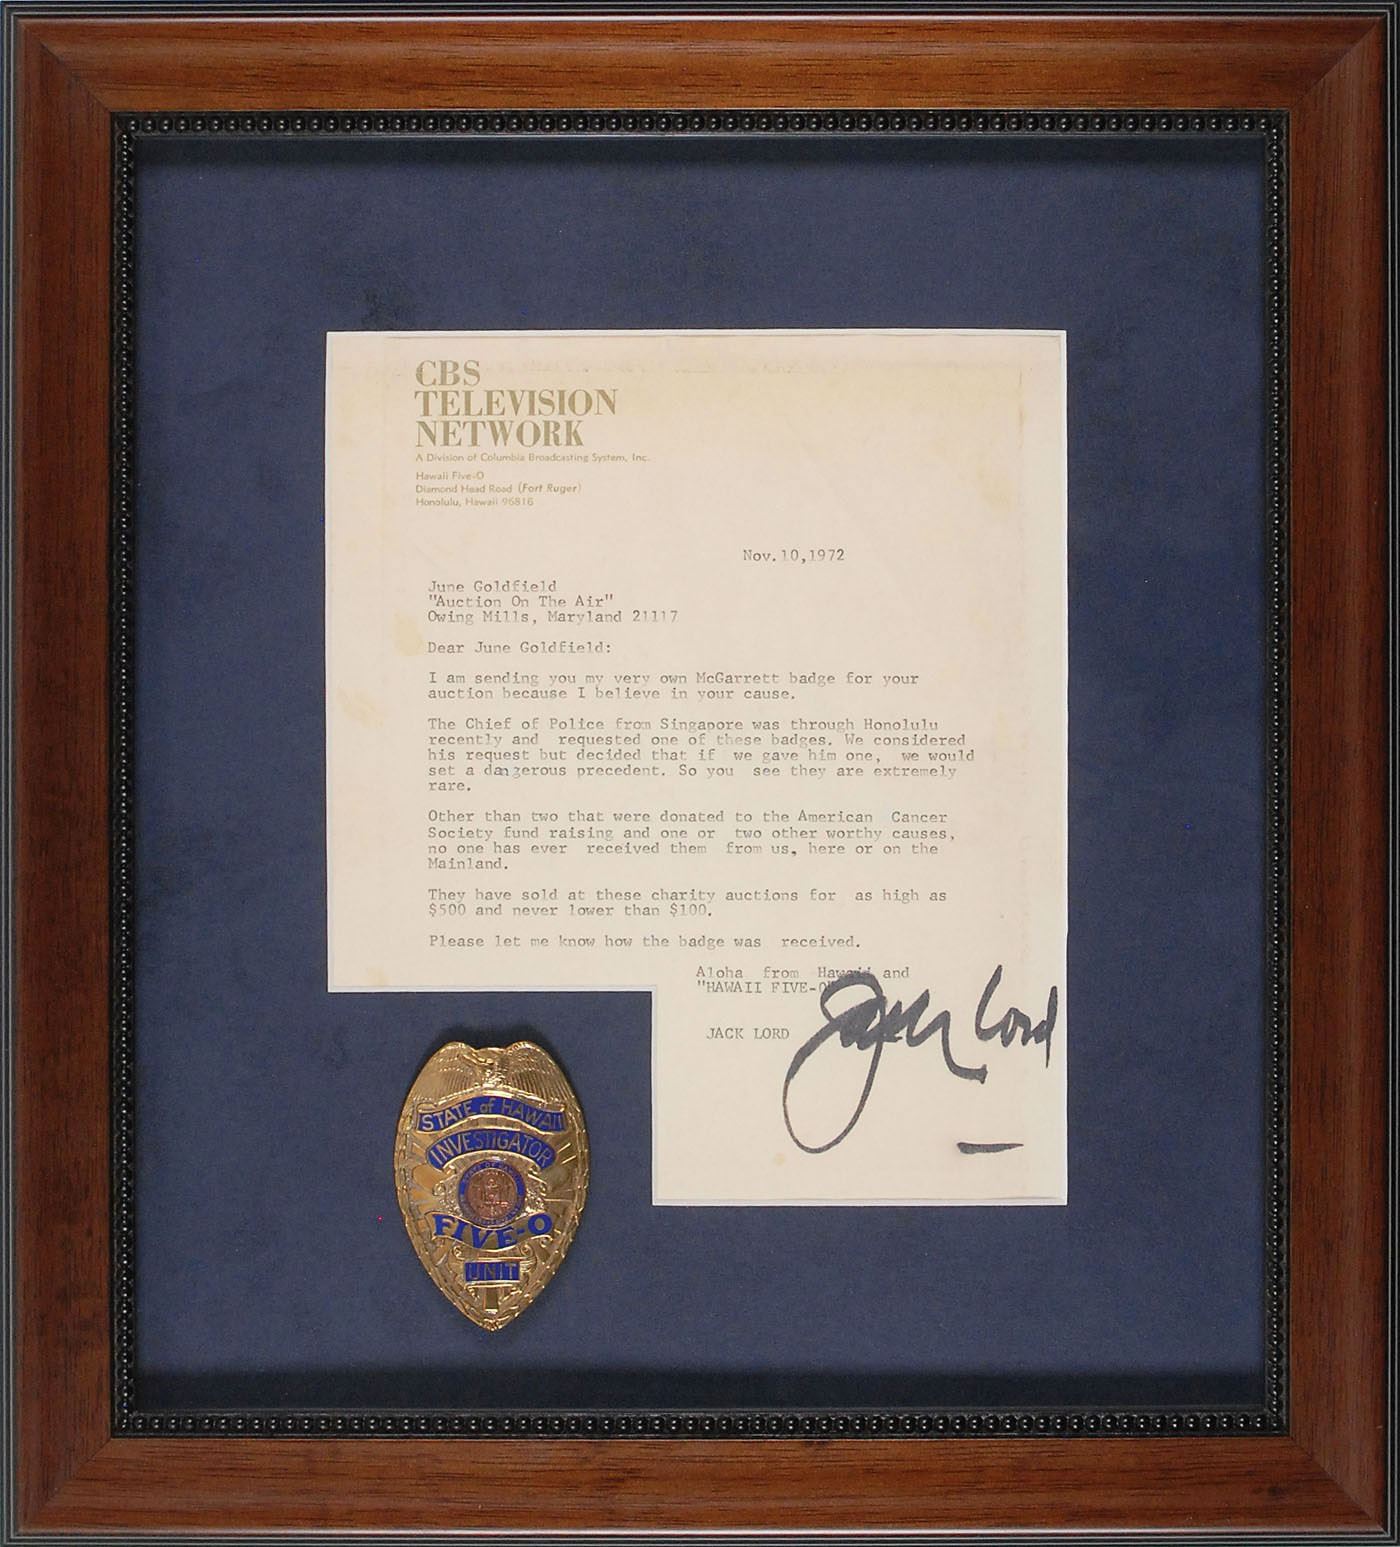 CBS
TELEVISION
NETWORK
A Division of Columbia Broadcasting System, Inc.
Hawaii Five-O
Diamond Head Road (Fort Ruger)
Honolulu, Hawaii 96816
Nov.10,1972
June Goldfield
"Auction On The Air"
Owing Mills, Maryland 21117
Dear June Goldfield:
I am sending you my very own McGarrett badge for your
auction because I believe in your cause.
The Chief of Police from Singapore was through Honolulu
recently and requested one of these badges. We considered
his request but decided that if we gave him one, we would
set a dangerous precedent. So you see they are extremely
rare.
Other than two that were donated to the American Cancer
Society fund raising and one or two other worthy causes,
no one has ever received them from us, here or on the
Mainland.
They have sold at these charity auctions for as high as
$500 and never lower than $100.
Please let me know how the badge was received.
Aloha from Hawaii and
"HAWAII FIVE-O"
JACK LORD
Jack Lord
STATE of HAWAII
INVESTIGATOR
FIVE-O
UNIT